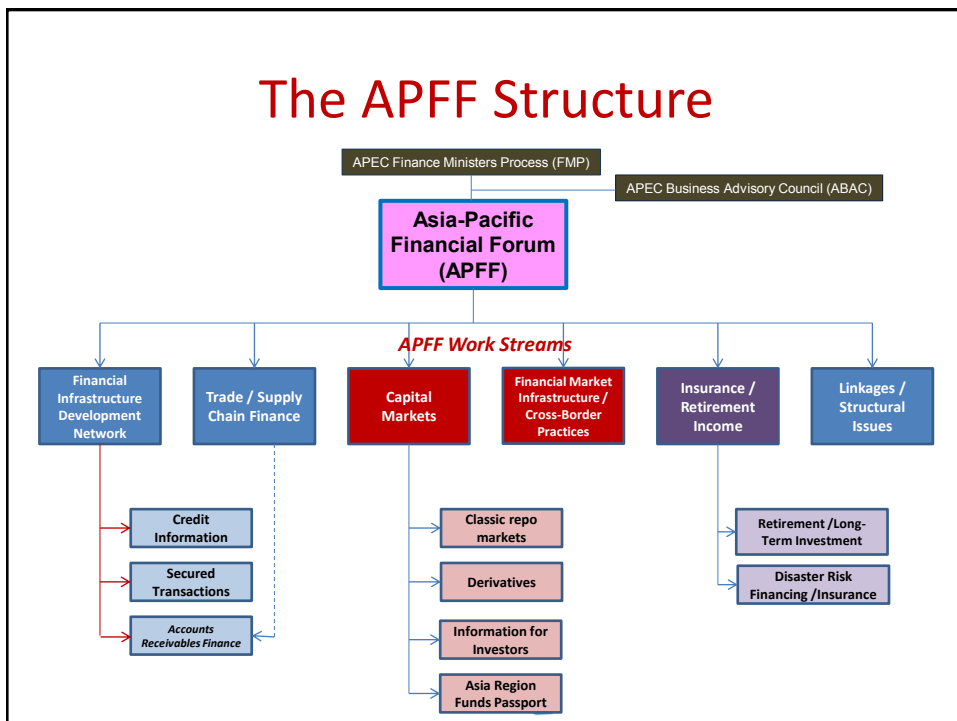 The APFF Structure
APEC Finance Ministers Process (FMP)
APEC Business Advisory Council (ABAC)
Asia-Pacific
Financial Forum
(APFF)
APFF Work Streams
Financial
Infrastructure
Development
Network
Trade / Supply
Chain Finance
Capital
Markets
Financial Market
Infrastructure /
Cross-Border
Practices
Insurance /
Retirement
Income
Linkages /
Structural
Issues
Credit
Information
Secured
Transactions
Accounts
Receivables Finance
Classic repo
markets
Derivatives
Information for
Investors
Asia Region
Funds Passport
Retirement /Long-
Term Investment
Disaster Risk
Financing /Insurance